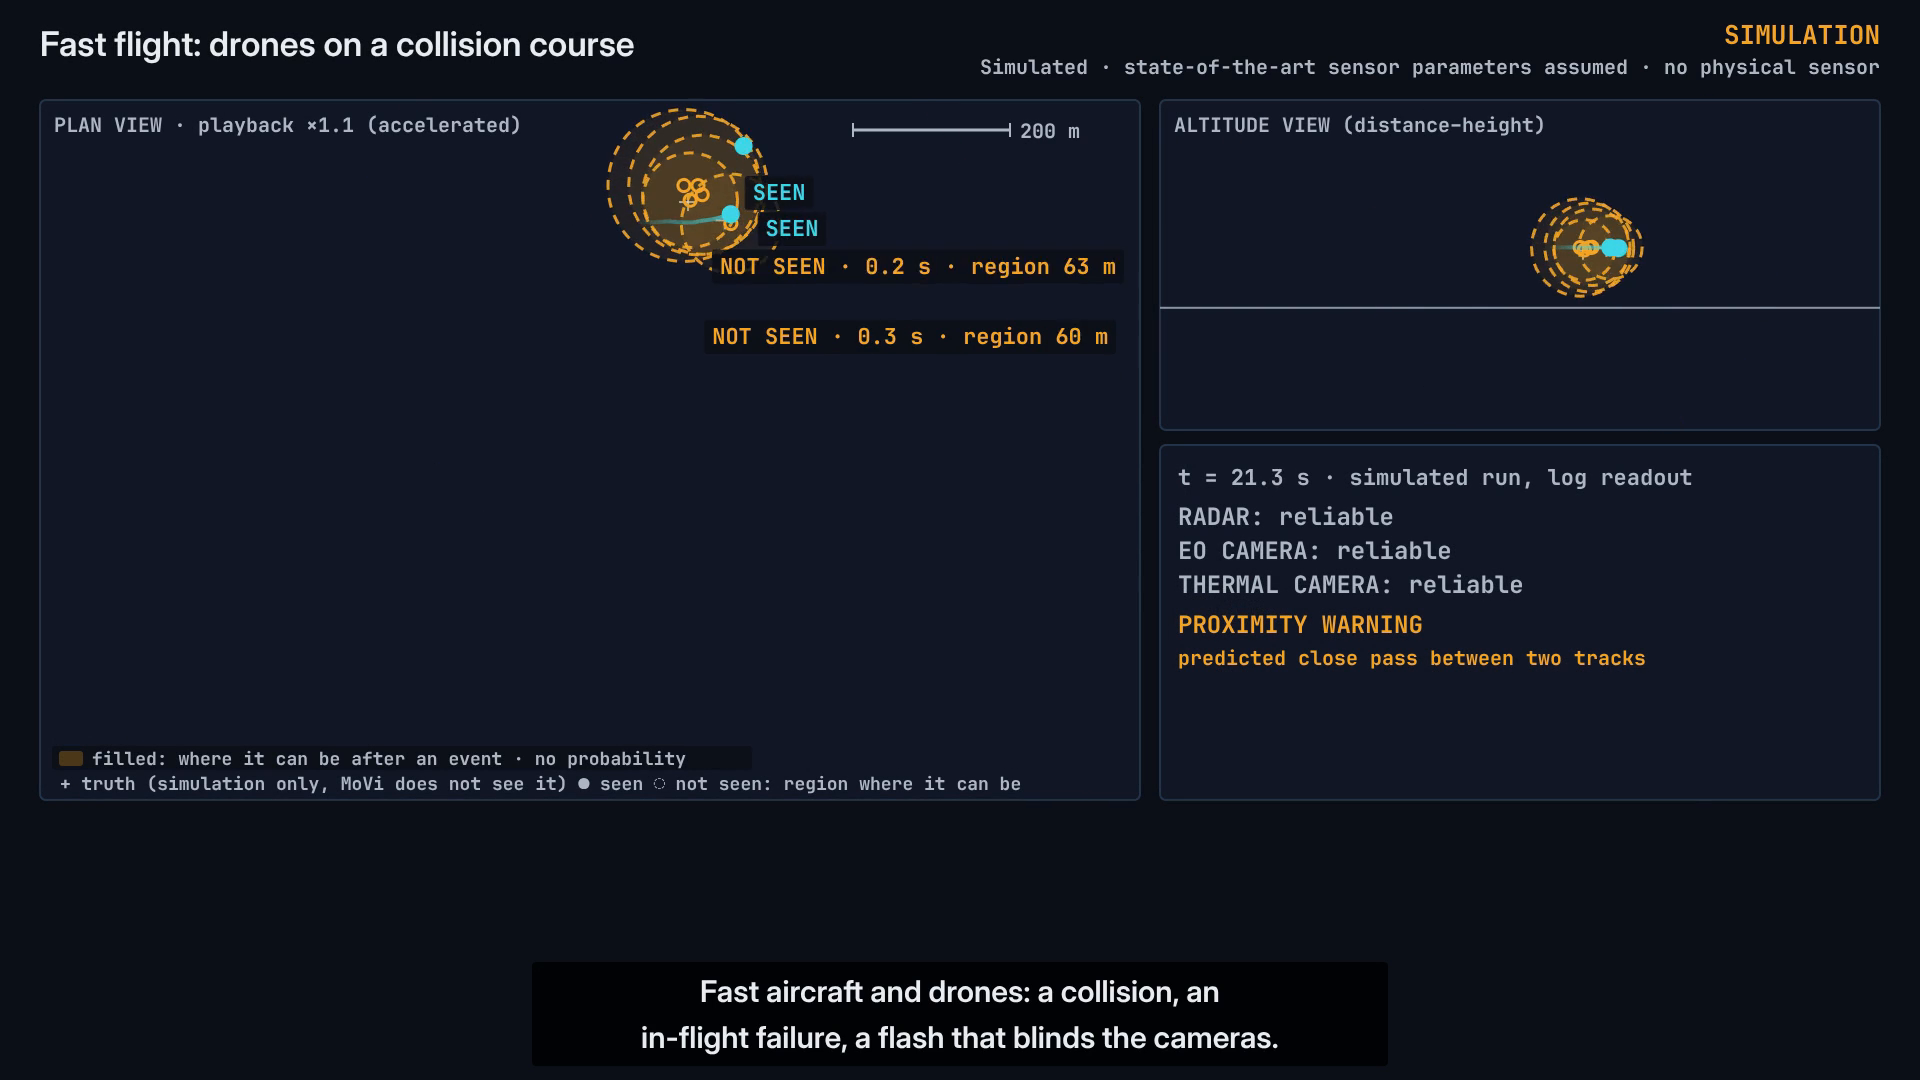 Fast flight: drones on a collision course
SIMULATION
Simulated · state-of-the-art sensor parameters assumed · no physical sensor
PLAN VIEW · playback ×1.1 (accelerated)
200 m
SEEN
SEEN
NOT SEEN · 0.2 s · region 63 m
NOT SEEN · 0.3 s · region 60 m
filled: where it can be after an event · no probability
+ truth (simulation only, MoVi does not see it) ● seen ◌ not seen: region where it can be
ALTITUDE VIEW (distance-height)
t = 21.3 s · simulated run, log readout
RADAR: reliable
EO CAMERA: reliable
THERMAL CAMERA: reliable
PROXIMITY WARNING
predicted close pass between two tracks
Fast aircraft and drones: a collision, an
in-flight failure, a flash that blinds the cameras.